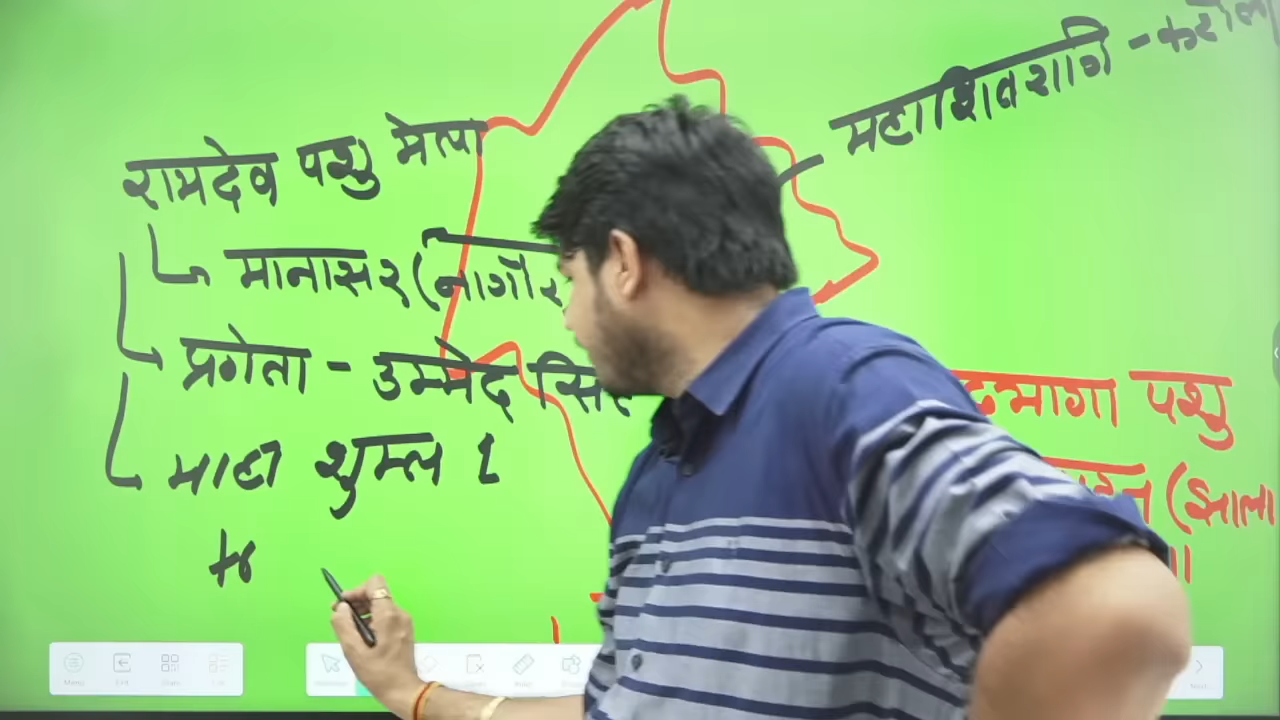 रामदेव पशु मेला
मानासर (नागौर
प्रणेता - उम्मेद सिंह
माघ शुक्ल 1
महाशिवरात्रि - करौली
पशु
(झाला